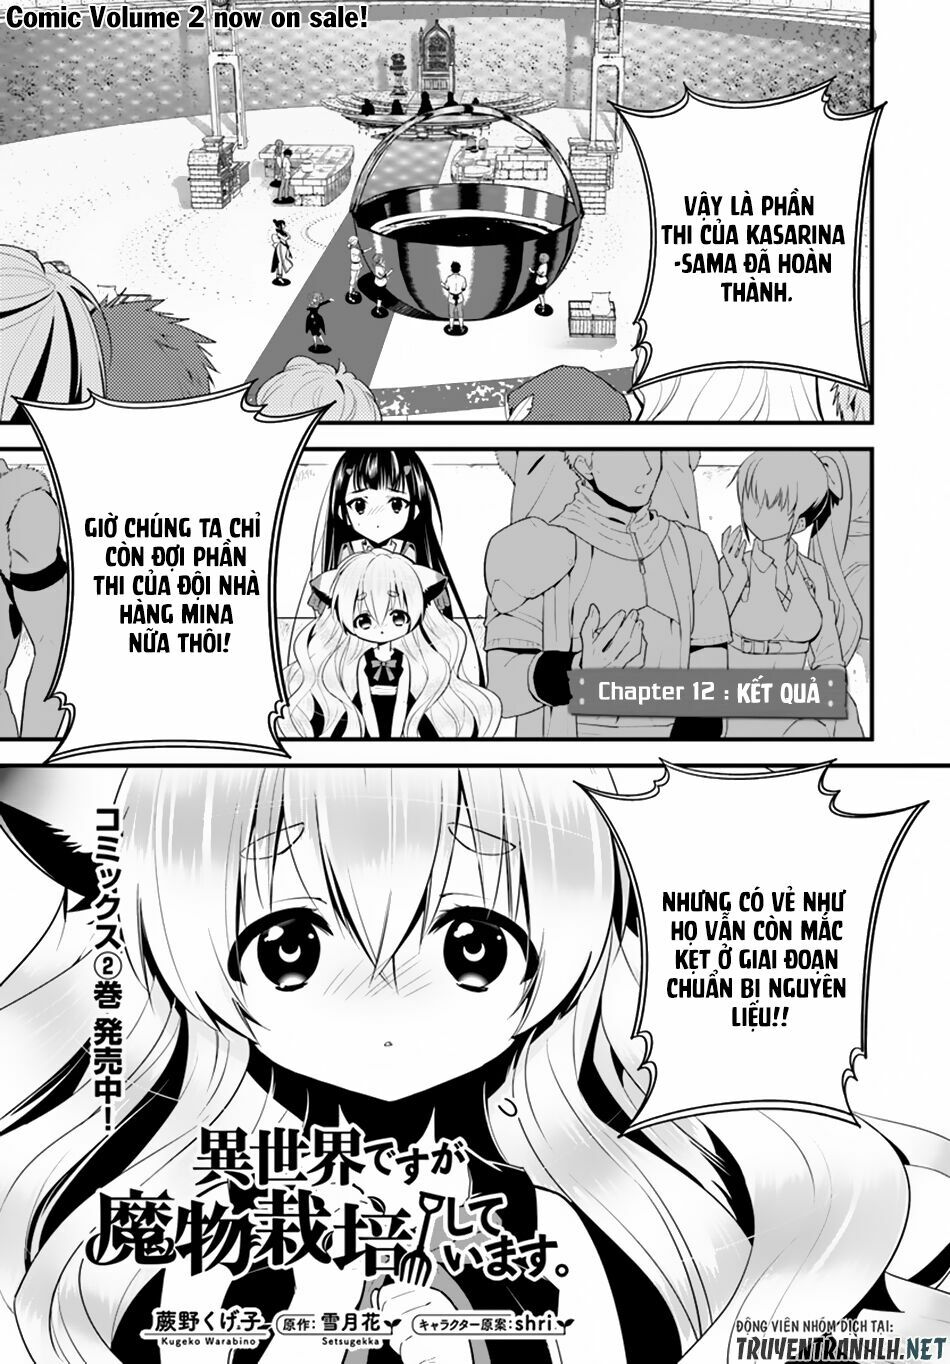 Comic Volume 2 now on sale!
VẬY LÀ PHẦN
THI CỦA KASARINA
-SAMA ĐÃ HOÀN
THÀNH.
GIỜ CHÚNG TA CHỈ
CÒN ĐỢI PHẦN
THI CỦA ĐỘI NHÀ
HÀNG MINA
NỮA THÔI!
Chapter 12 : KẾT QUẢ
NHƯNG CÓ VẺ NHƯ
HỌ VẪN CÒN MẮC
KẸT Ở GIAI ĐOẠN
CHUẨN BỊ NGUYÊN
LIỆU!!
コミックス②巻 発売中!
異世界ですが
魔物栽培して
います。
蕨野くげ子
Kugeko Warabino
原作:雪月花
Setsugekka
キャラクター原案:shri
ĐỘNG VIÊN NHÓM DỊCH TẠI:
TRUYENTRANHLH.NET